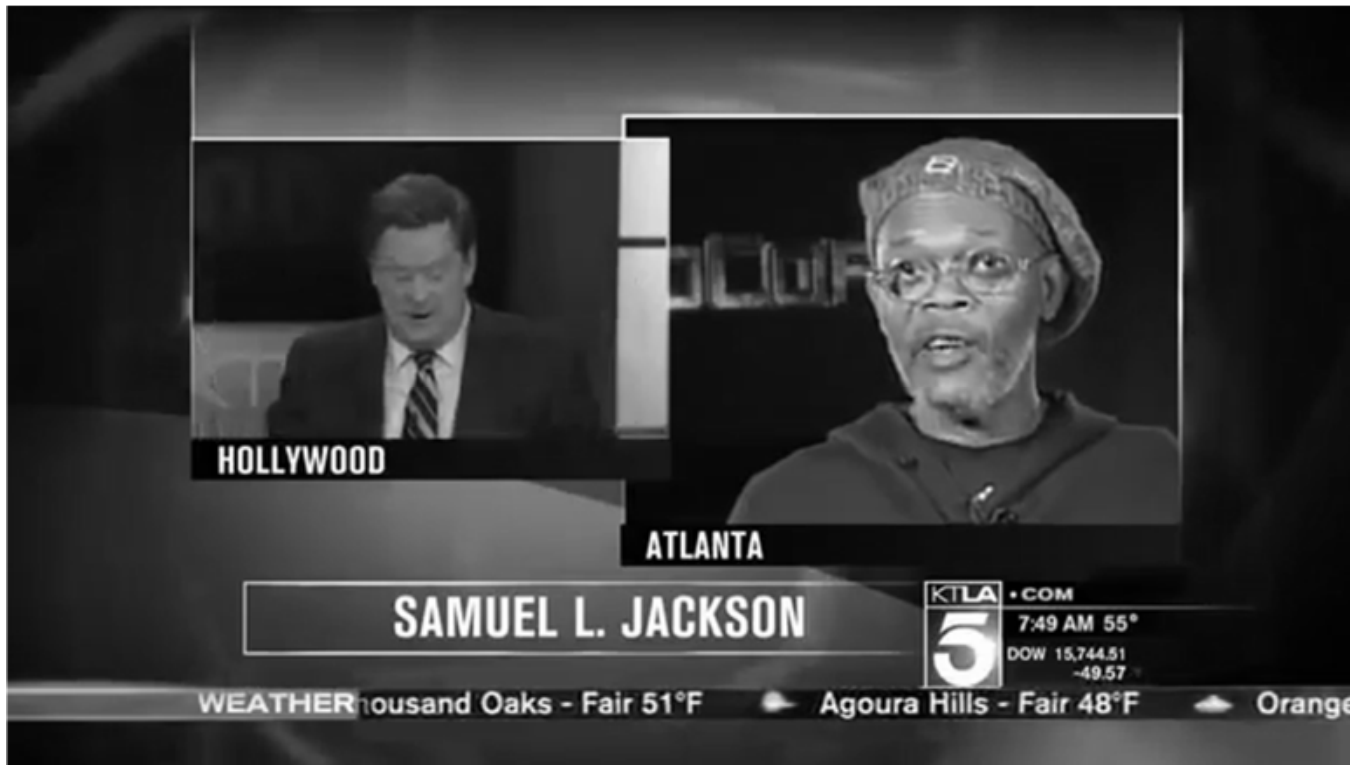 HOLLYWOOD
ATLANTA
SAMUEL L. JACKSON
KTLA • COM
5
7:49 AM 55°
DOW 15,744.51
-49.57
WEATHER housand Oaks - Fair 51°F Agoura Hills - Fair 48°F Orange